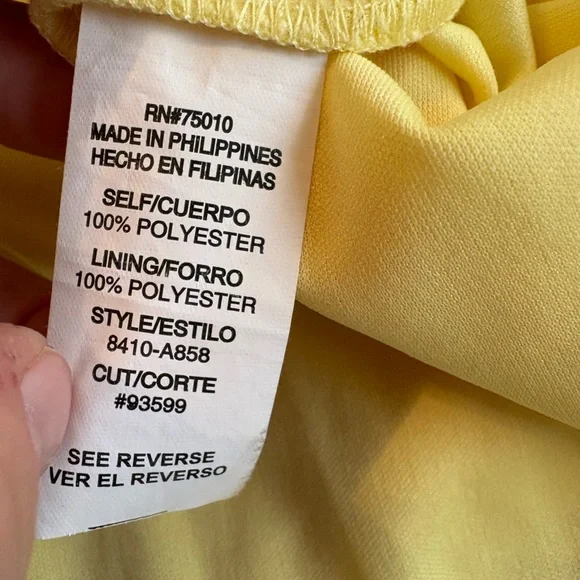 RN#75010
MADE IN PHILIPPINES
HECHO EN FILIPINAS
SELF/CUERPO
100% POLYESTER
LINING/FORRO
100% POLYESTER
STYLE/ESTILO
8410-A858
CUT/CORTE
#93599
SEE REVERSE
VER EL REVERSO